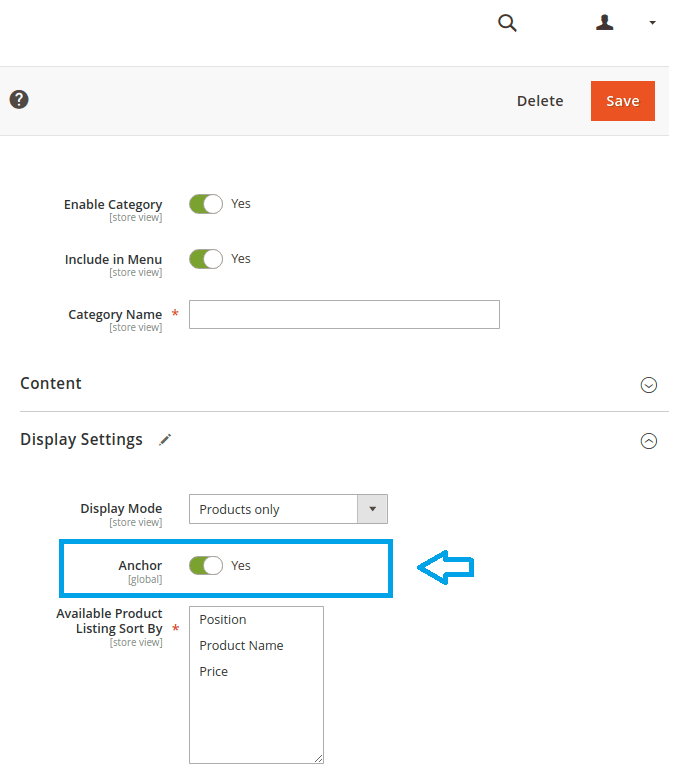 ?
Delete Save
Enable Category Yes
[store view]
Include in Menu Yes
[store view]
Category Name *
[store view]
Content
Display Settings
Display Mode Products only
[store view]
Anchor Yes
[global]
Available Product
Listing Sort By *
[store view]
Position
Product Name
Price